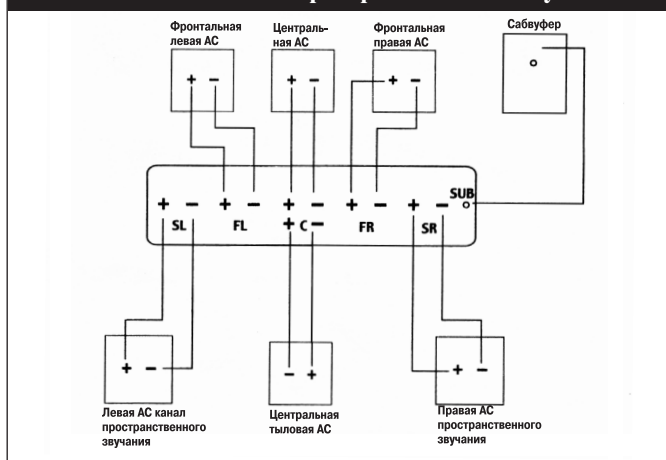 Фронтальная
левая АС
Централь-
ная АС
Фронтальная
правая АС
Сабвуфер
+ −
+ −
+ −
SUB
+ − + − + − + − + −
+ −
SL FL C FR SR
+ −
− +
+ −
Левая АС канал
пространственного
звучания
Центральная
тыловая АС
Правая АС
пространственного
звучания